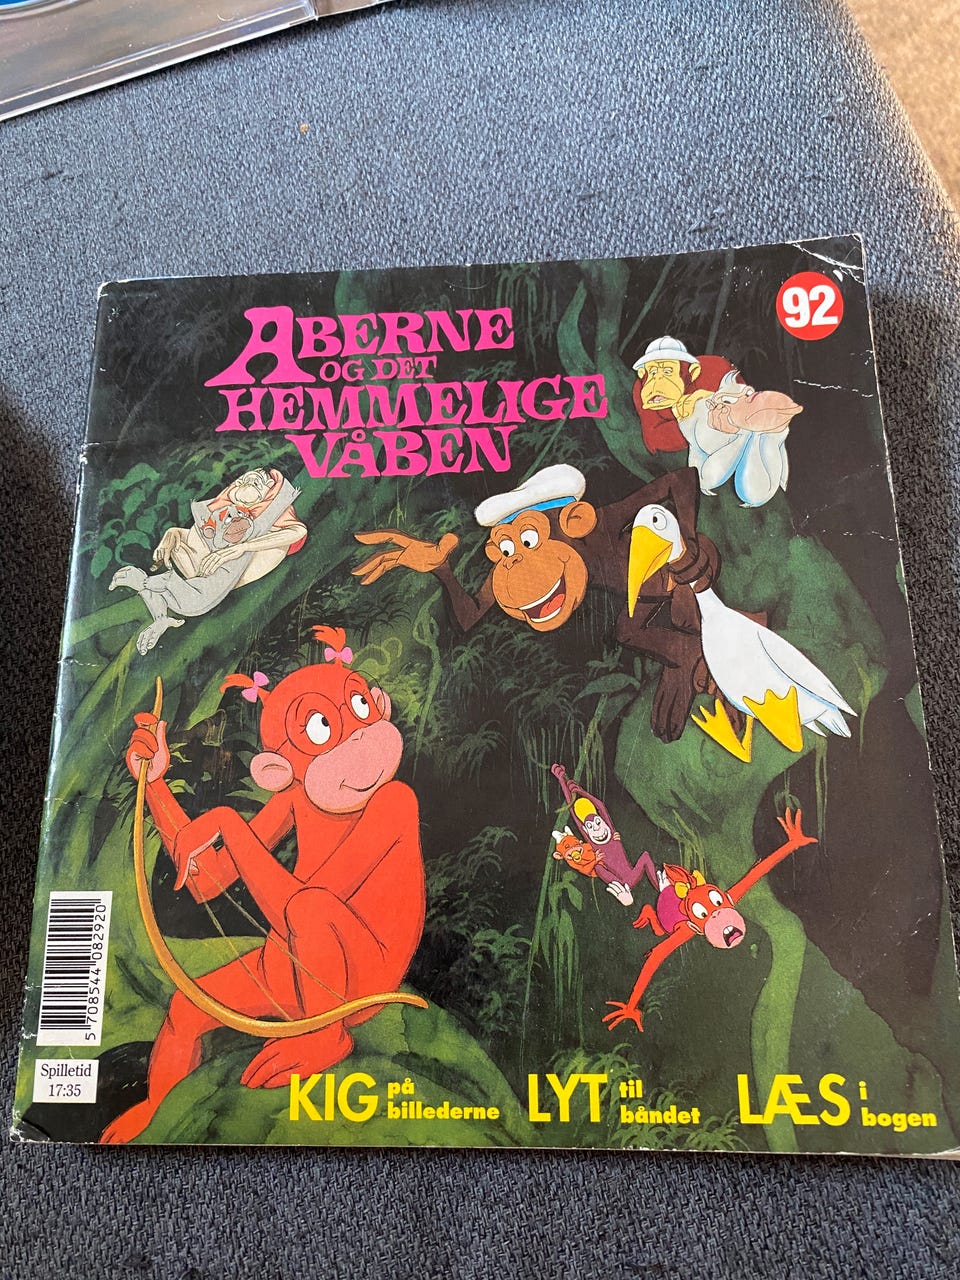 92
ABERNE
OG DET
HEMMELIGE
VÅBEN
5 708544 082920
Spilletid
17:35
KIG på
billederne
LYT til
båndet
LÆS i
bogen